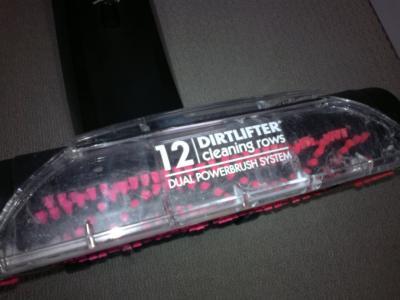 12 DIRTLIFTER®
cleaning rows
DUAL POWERBRUSH SYSTEM